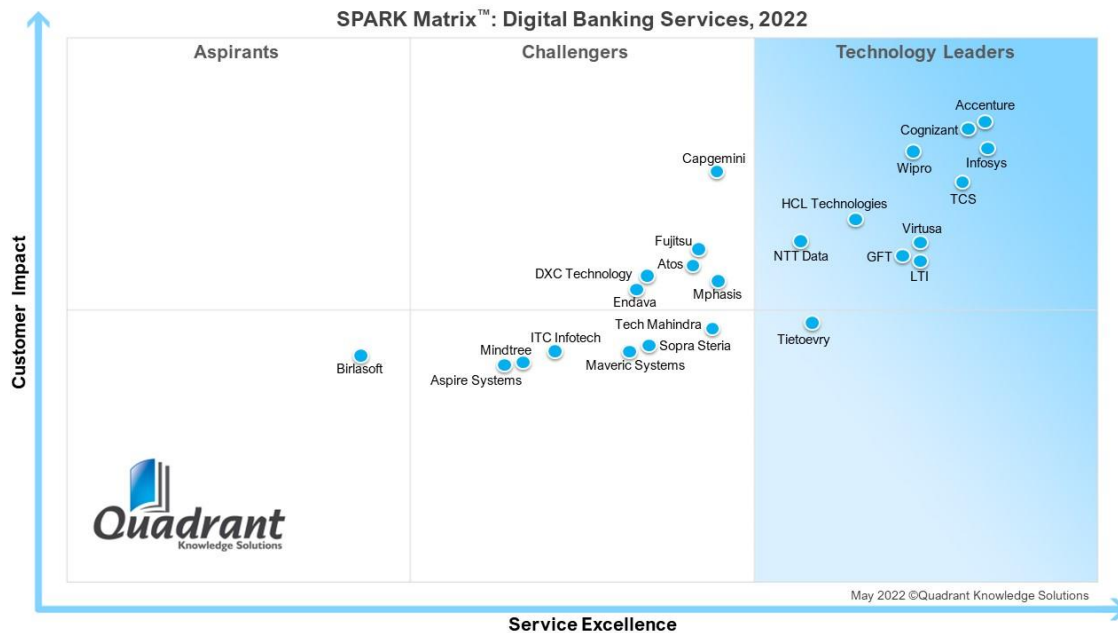 SPARK Matrix™: Digital Banking Services, 2022
Aspirants
Challengers
Technology Leaders
Accenture
Cognizant
Capgemini
Wipro
Infosys
TCS
HCL Technologies
Virtusa
Fujitsu
NTT Data
GFT
Atos
LTI
DXC Technology
Mphasis
Endava
Tech Mahindra
ITC Infotech
Tietoevry
Sopra Steria
Mindtree
Maveric Systems
Birlasoft
Aspire Systems
Customer Impact
Quadrant
Knowledge Solutions
May 2022 ©Quadrant Knowledge Solutions
Service Excellence